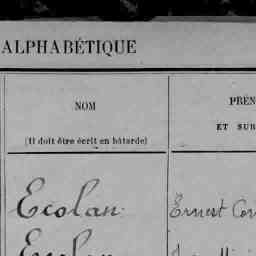 ALPHABÉTIQUE
NOM
PRÉN
ET SUR
(Il doit être écrit en bâtarde)
Ecolan
Ernest